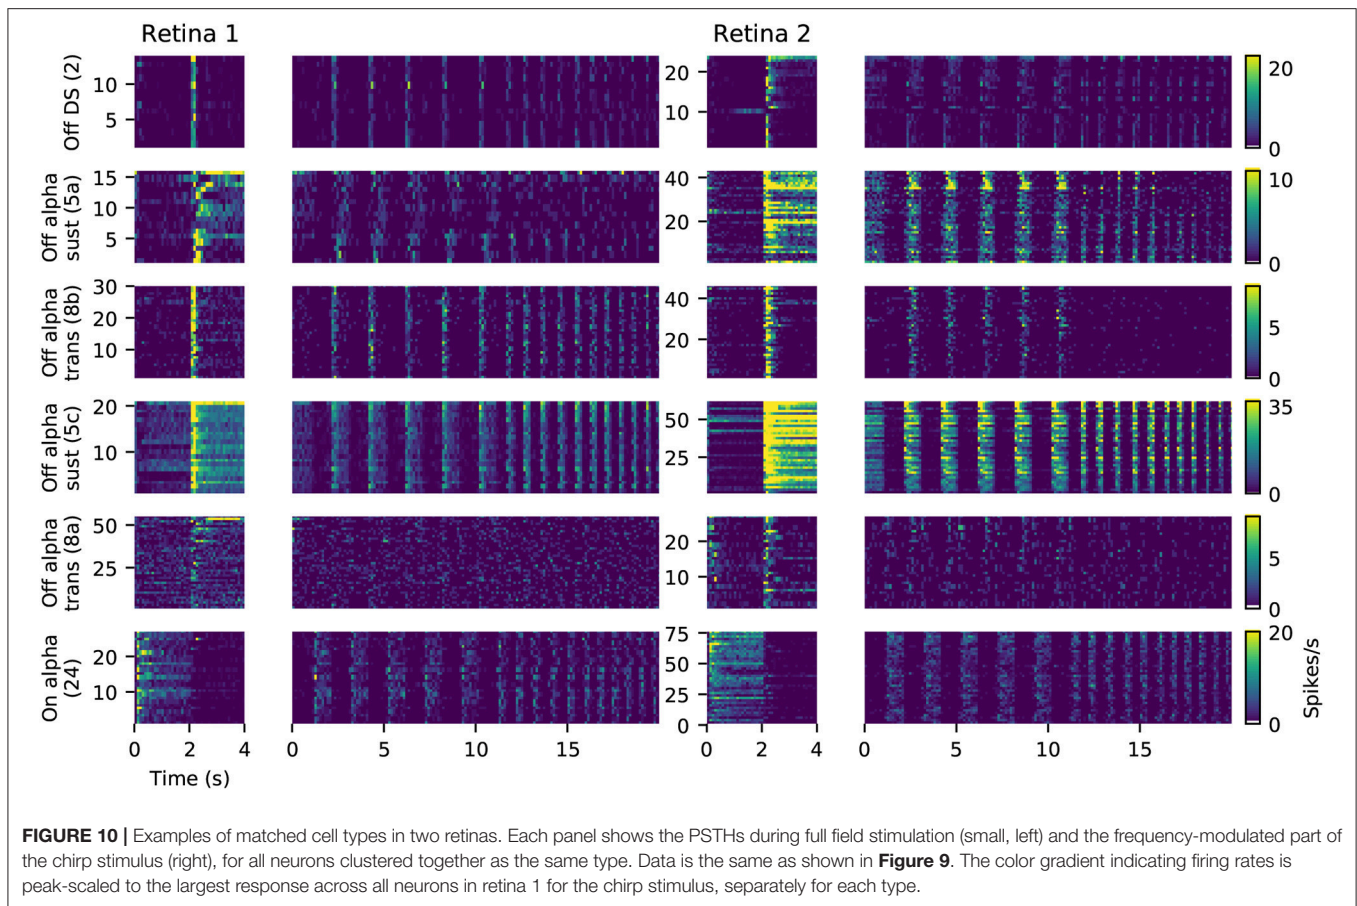 Retina 1
Retina 2
Off DS (2)
10
5
20
10
20
0
Off alpha
sust (5a)
15
10
5
40
20
10
0
Off alpha
trans (8b)
30
20
10
40
20
5
0
Off alpha
sust (5c)
20
10
50
25
35
0
Off alpha
trans (8a)
50
25
20
10
5
0
On alpha
(24)
20
10
75
50
25
0
20
0
Spikes/s
0 2 4 0 5 10 15 0 2 4 0 5 10 15
Time (s)
FIGURE 10 | Examples of matched cell types in two retinas. Each panel shows the PSTHs during full field stimulation (small, left) and the frequency-modulated part of
the chirp stimulus (right), for all neurons clustered together as the same type. Data is the same as shown in Figure 9. The color gradient indicating firing rates is
peak-scaled to the largest response across all neurons in retina 1 for the chirp stimulus, separately for each type.